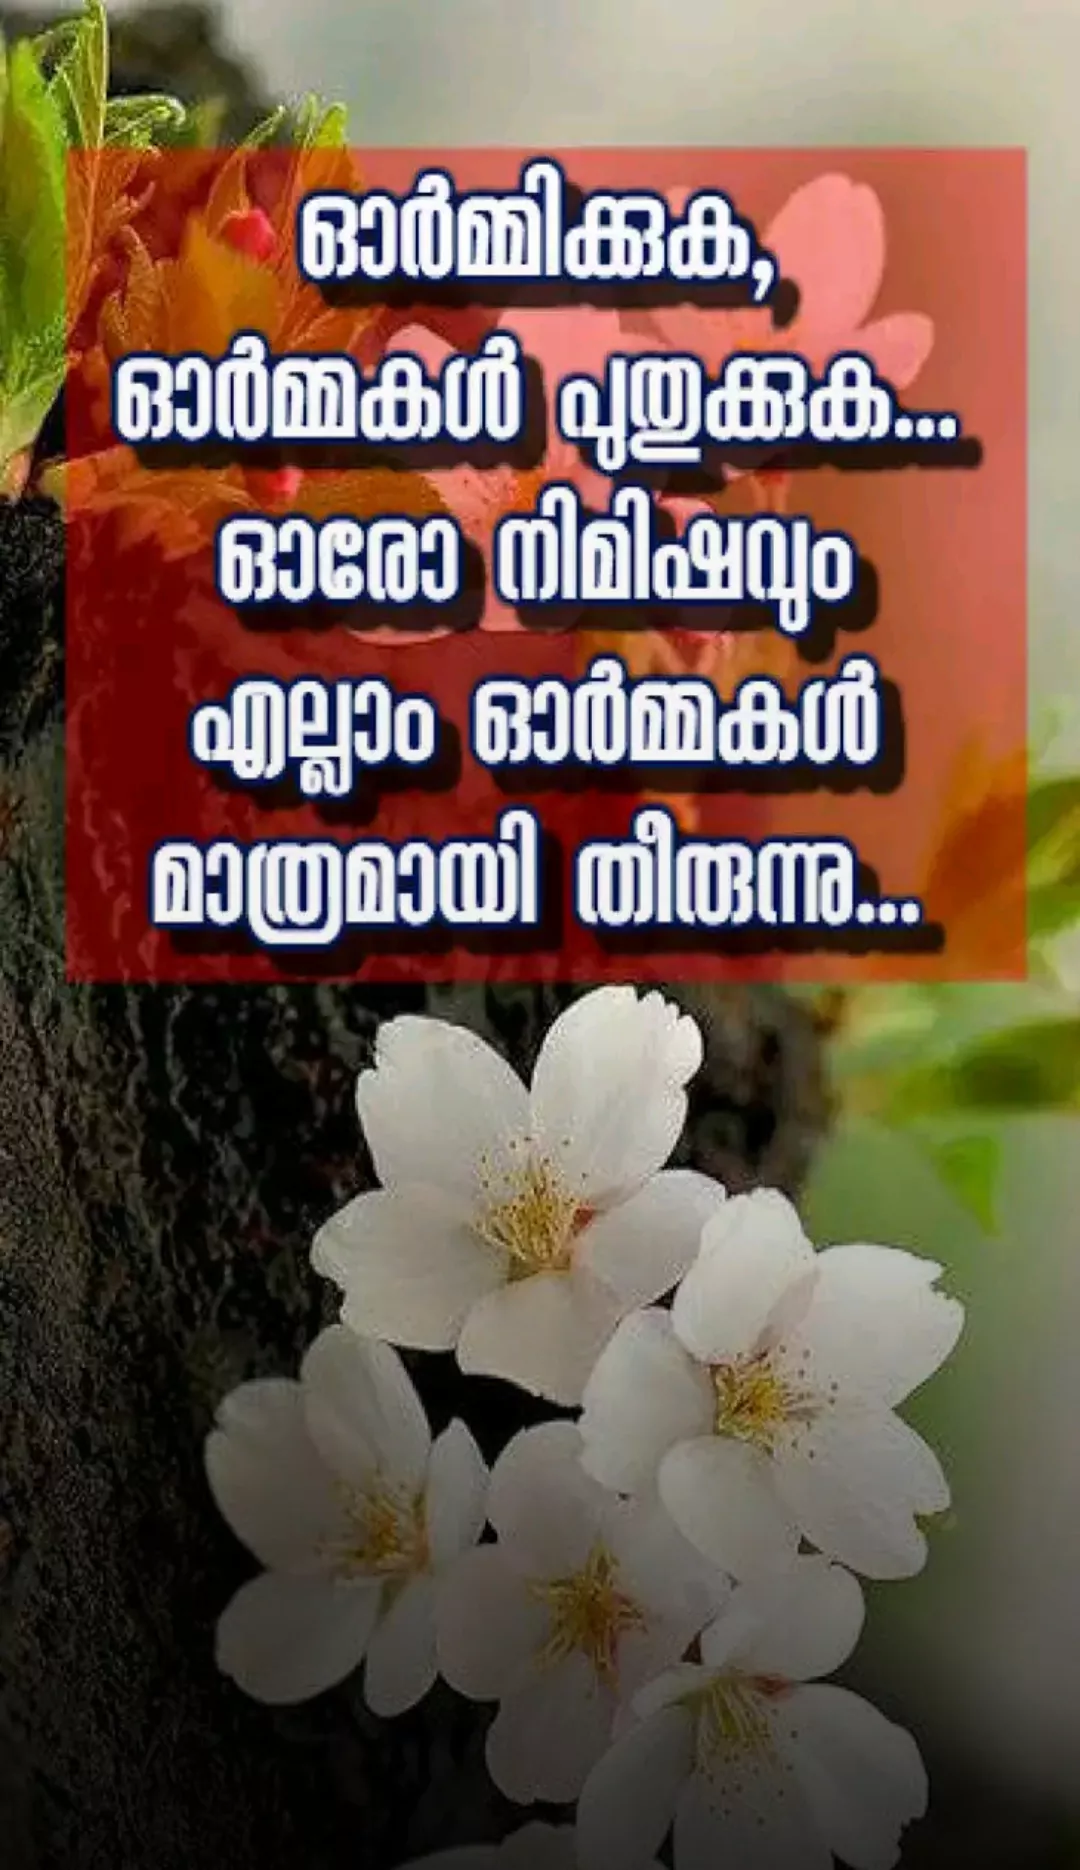 ഓർമ്മിക്കുക,
ഓർമ്മകൾ പുതുക്കുക...
ഓരോ നിമിഷവും
എല്ലാം ഓർമ്മകൾ
മാത്രമായി തീരുന്നു...